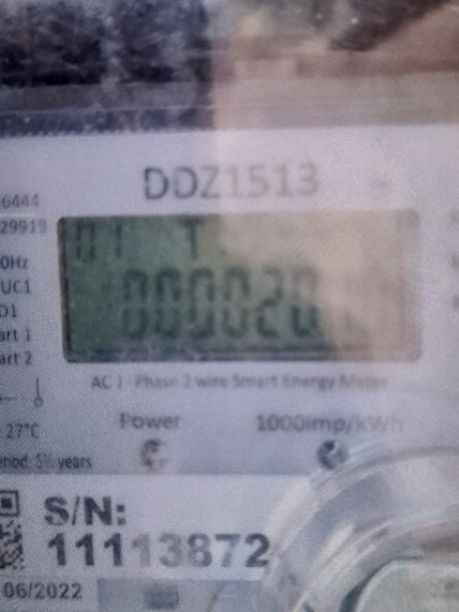 DDZ1513
6444
29919
0Hz
UC1
D1
art 1
art 2
01 T
000020
AC 1 - Phase 2 wire Smart Energy Meter
27°C
Power 1000imp/kWh
years
S/N:
11113872
06/2022